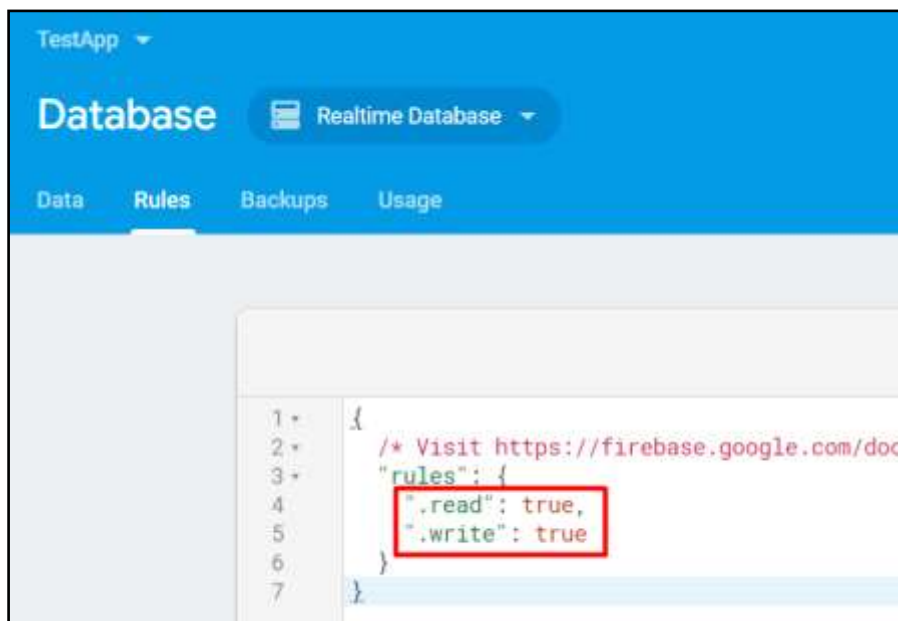 TestApp
Database Realtime Database
Data Rules Backups Usage
1 {
2 /* Visit https://firebase.google.com/doc
3 "rules": {
4 ".read": true,
5 ".write": true
6 }
7 }